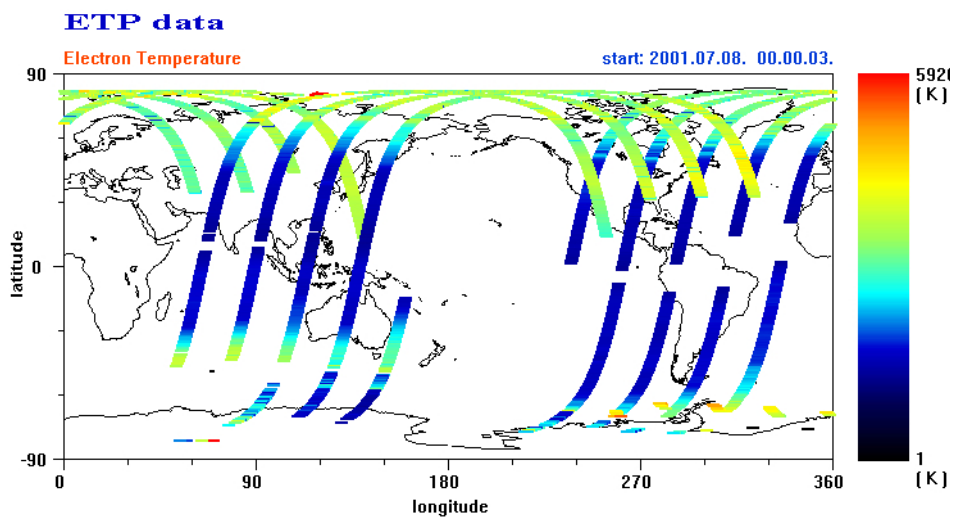 ETP data
Electron Temperature start: 2001.07.08. 00.00.03.
90 5920
[K]
latitude
0
-90 1
[K]
0 90 180 270 360
longitude